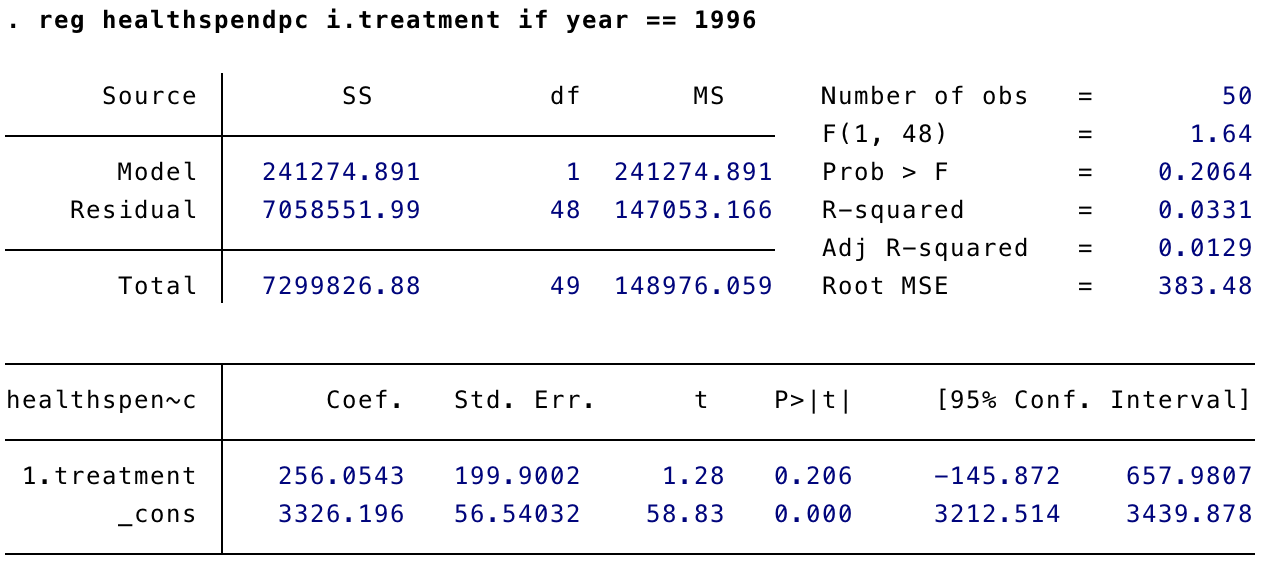 . reg healthspendpc i.treatment if year == 1996
Source SS df MS Number of obs = 50
F(1, 48) = 1.64
Model 241274.891 1 241274.891 Prob > F = 0.2064
Residual 7058551.99 48 147053.166 R-squared = 0.0331
Adj R-squared = 0.0129
Total 7299826.88 49 148976.059 Root MSE = 383.48
healthspen~c Coef. Std. Err. t P>|t| [95% Conf. Interval]
1.treatment 256.0543 199.9002 1.28 0.206 -145.872 657.9807
_cons 3326.196 56.54032 58.83 0.000 3212.514 3439.878